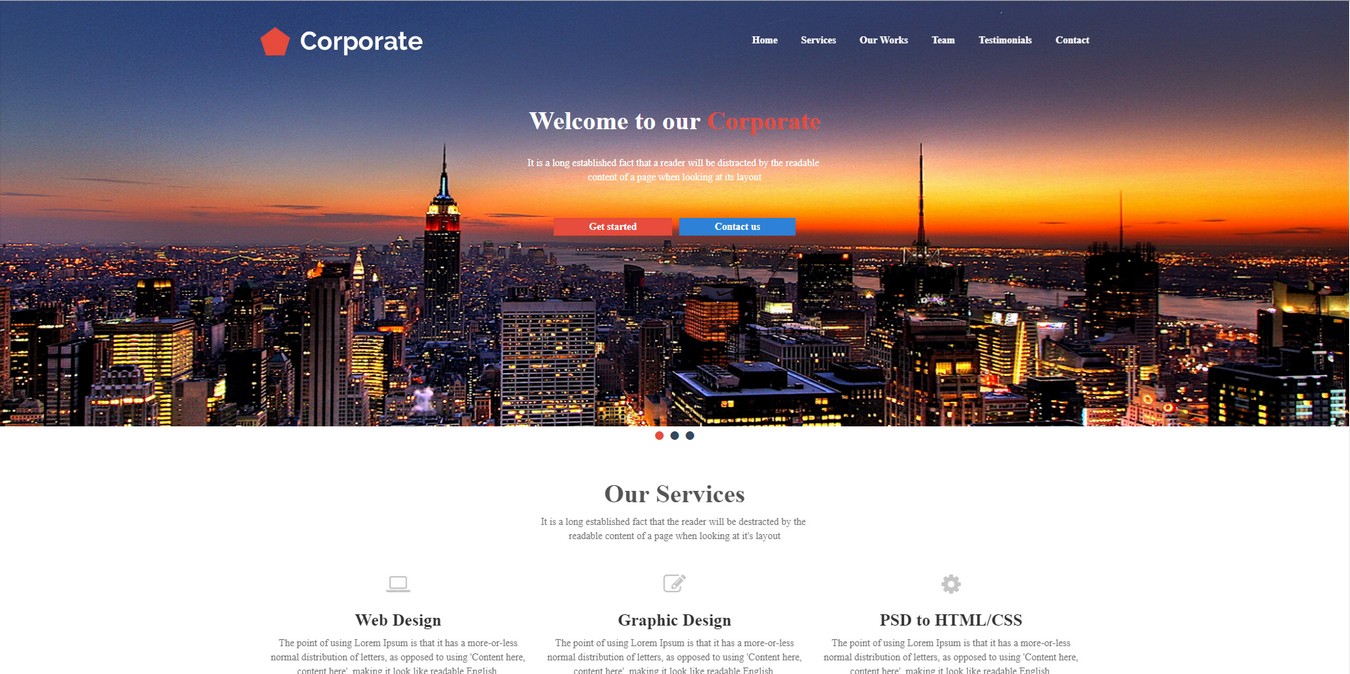 Corporate
Home Services Our Works Team Testimonials Contact
Welcome to our Corporate
It is a long established fact that a reader will be distracted by the readable
content of a page when looking at its layout
Get started Contact us
Our Services
It is a long established fact that the reader will be destracted by the
readable content of a page when looking at it's layout
Web Design
The point of using Lorem Ipsum is that it has a more-or-less
normal distribution of letters, as opposed to using 'Content here,
content here', making it look like readable English
Graphic Design
The point of using Lorem Ipsum is that it has a more-or-less
normal distribution of letters, as opposed to using 'Content here,
content here', making it look like readable English
PSD to HTML/CSS
The point of using Lorem Ipsum is that it has a more-or-less
normal distribution of letters, as opposed to using 'Content here,
content here', making it look like readable English